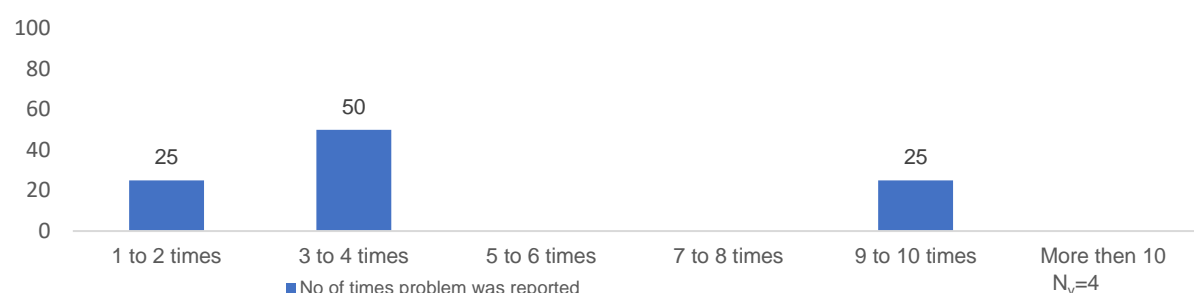 100
80
60
40
20
0
25
50
25
1 to 2 times
3 to 4 times
5 to 6 times
7 to 8 times
9 to 10 times
More then 10
No of times problem was reported
Nv=4